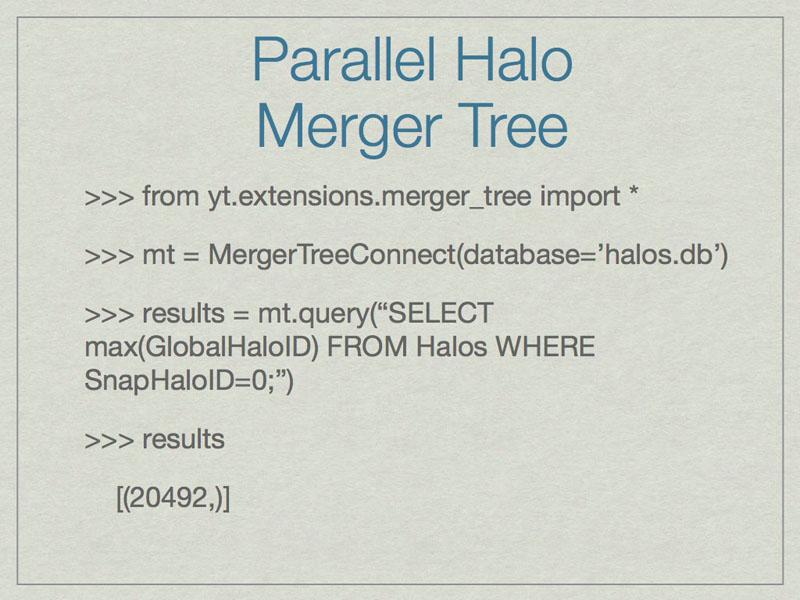 Parallel Halo
Merger Tree
>>> from yt.extensions.merger_tree import *
>>> mt = MergerTreeConnect(database=’halos.db’)
>>> results = mt.query(“SELECT
max(GlobalHaloID) FROM Halos WHERE
SnapHaloID=0;”)
>>> results
[(20492,)]